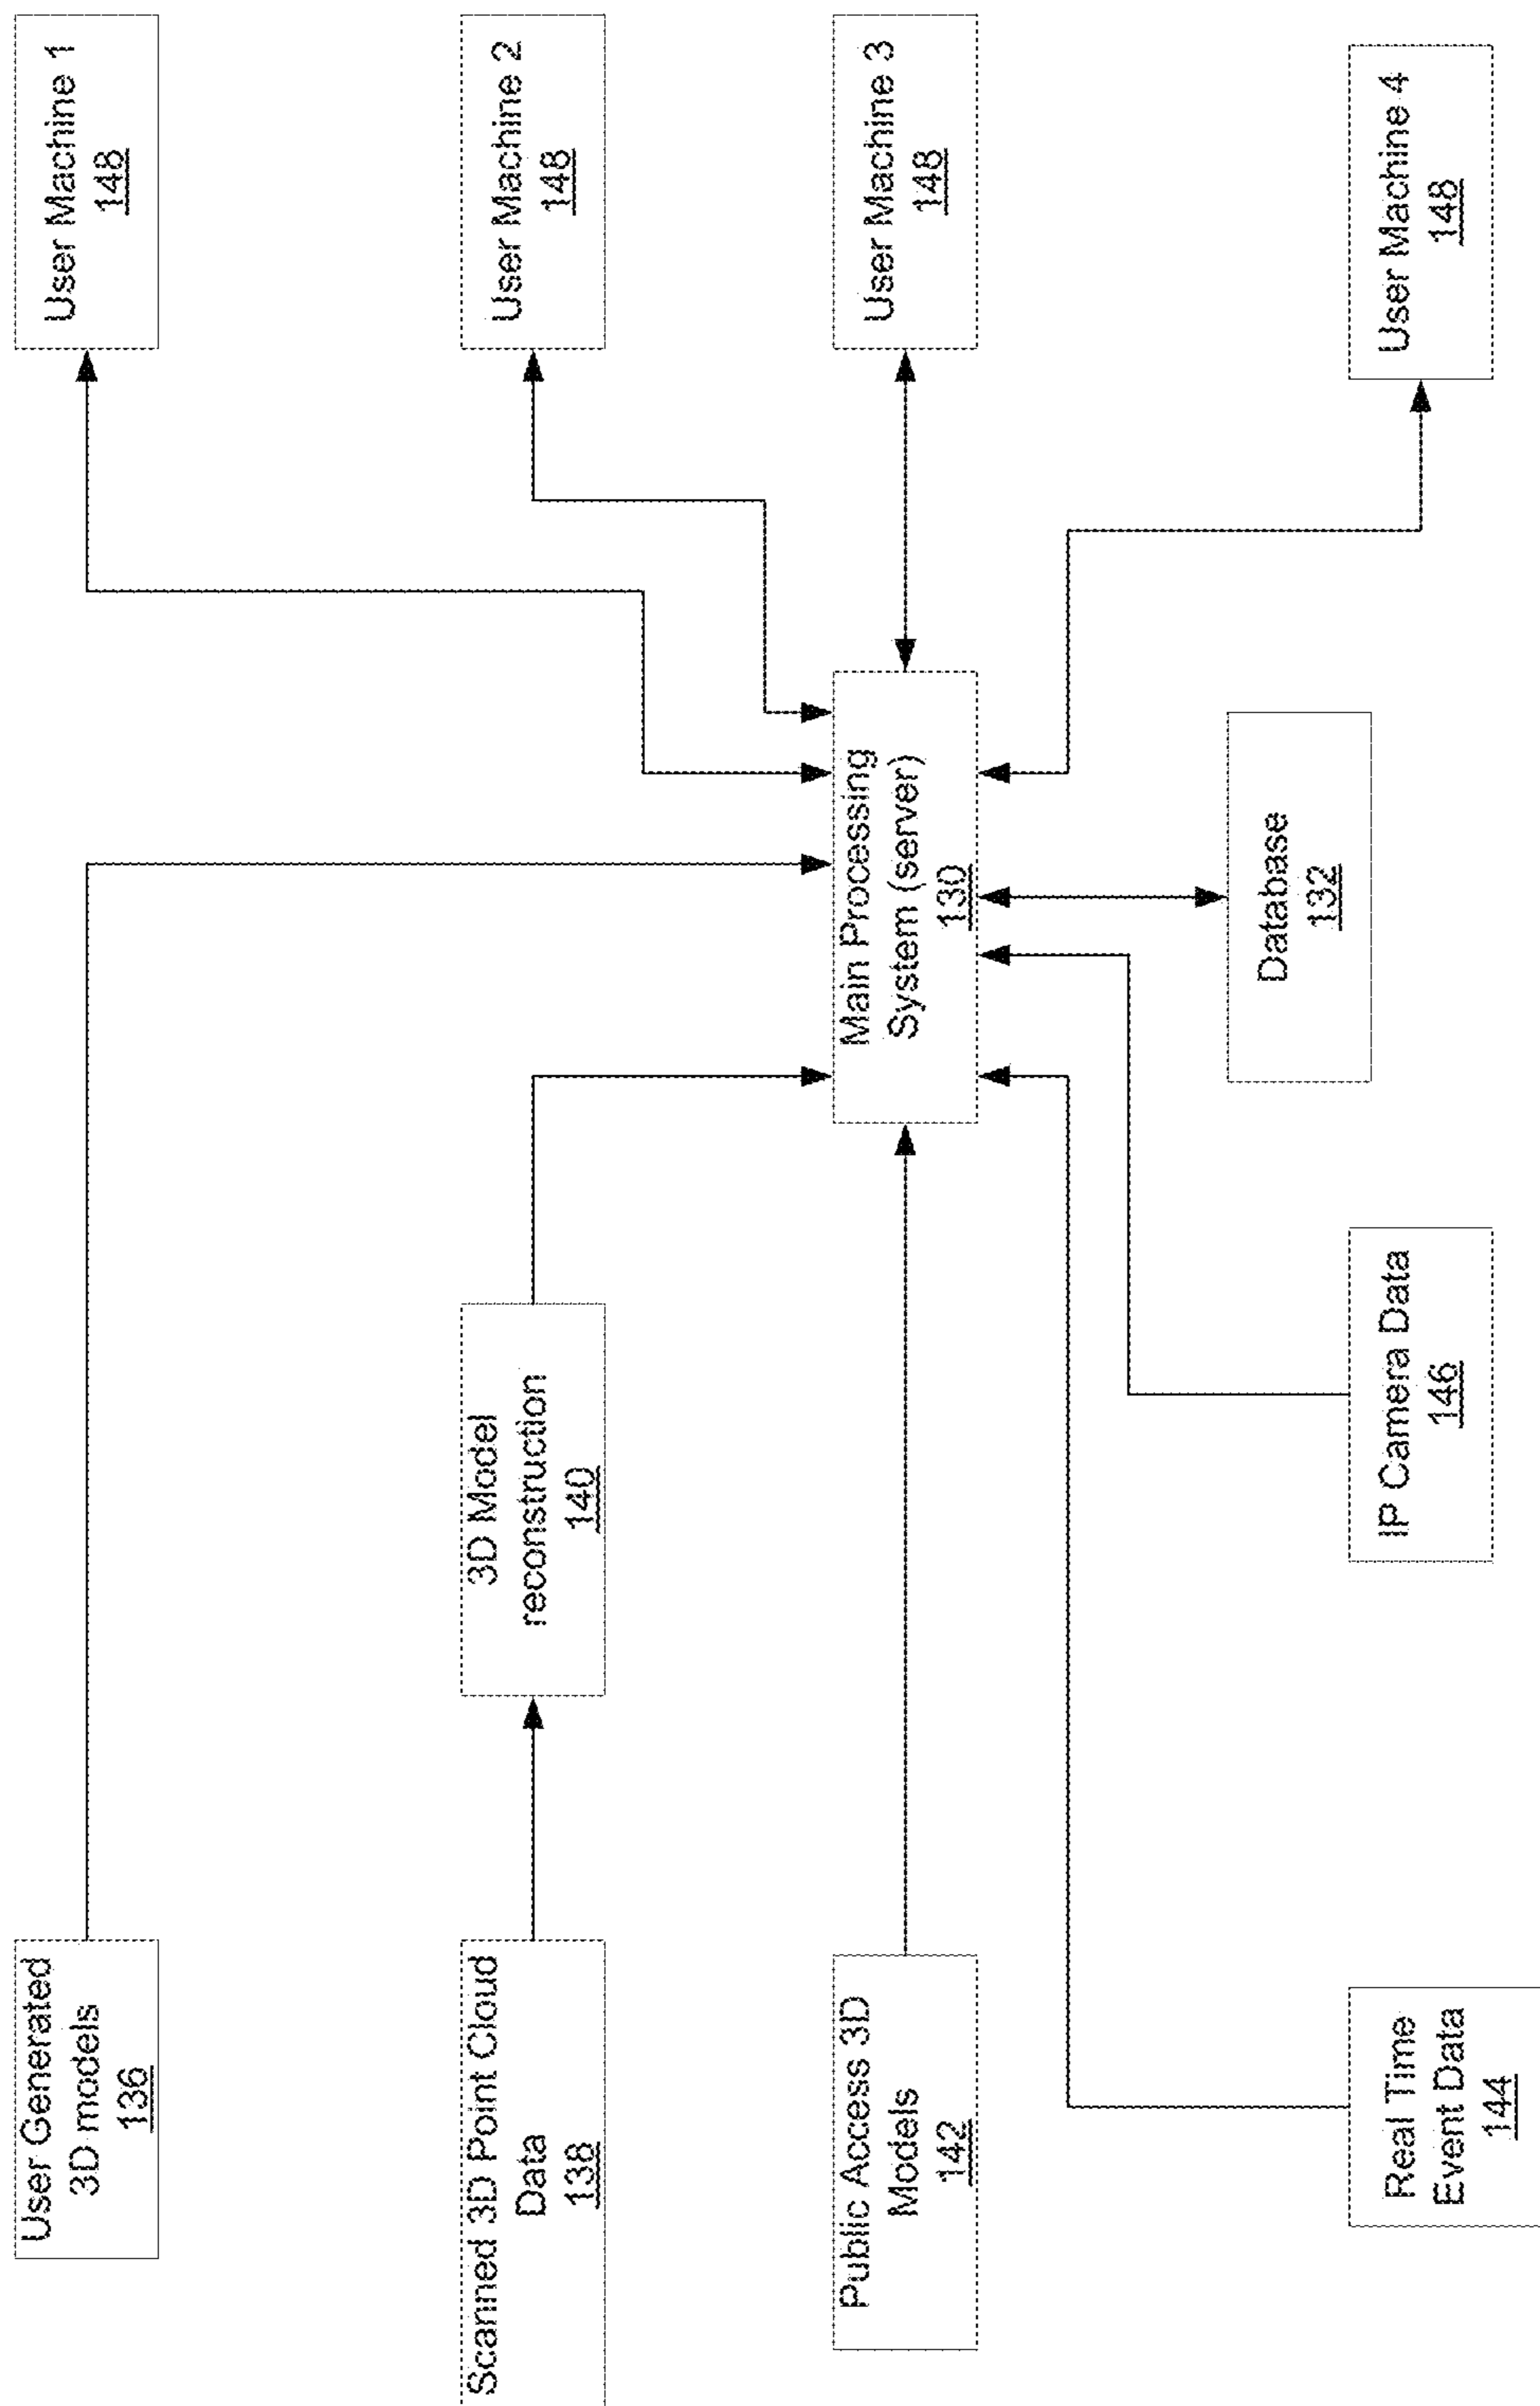 User Generated
3D models
136
Scanned 3D Point Cloud
Data
138
Public Access 3D
Models
142
Real Time
Event Data
144
3D Model
reconstruction
140
IP Camera Data
146
Main Processing
System (server)
130
Database
132
User Machine 1
148
User Machine 2
148
User Machine 3
148
User Machine 4
148